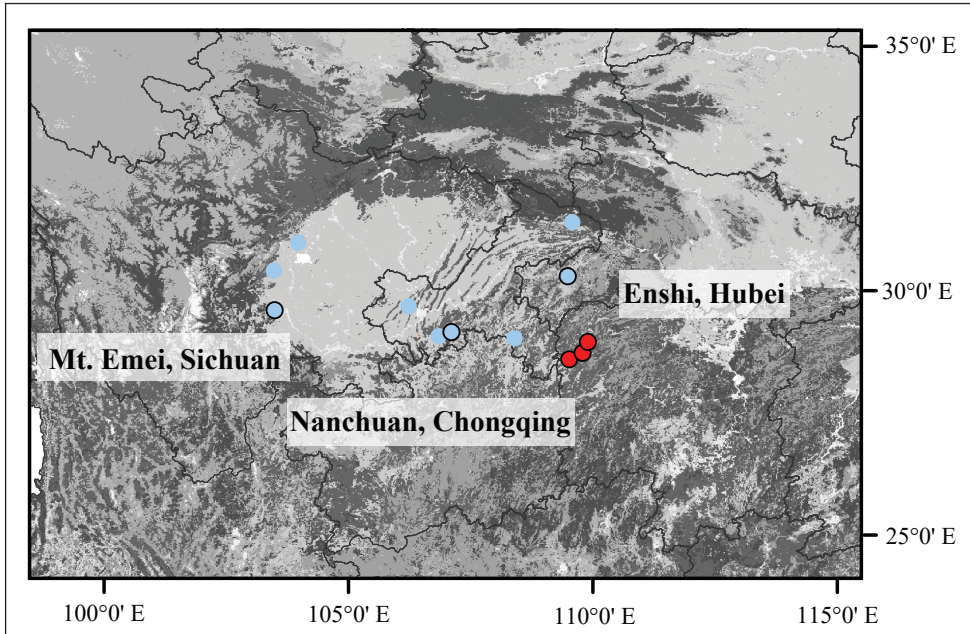 35°0' E
30°0' E
Enshi, Hubei
Mt. Emei, Sichuan
Nanchuan, Chongqing
25°0' E
100°0' E
105°0' E
110°0' E
115°0' E